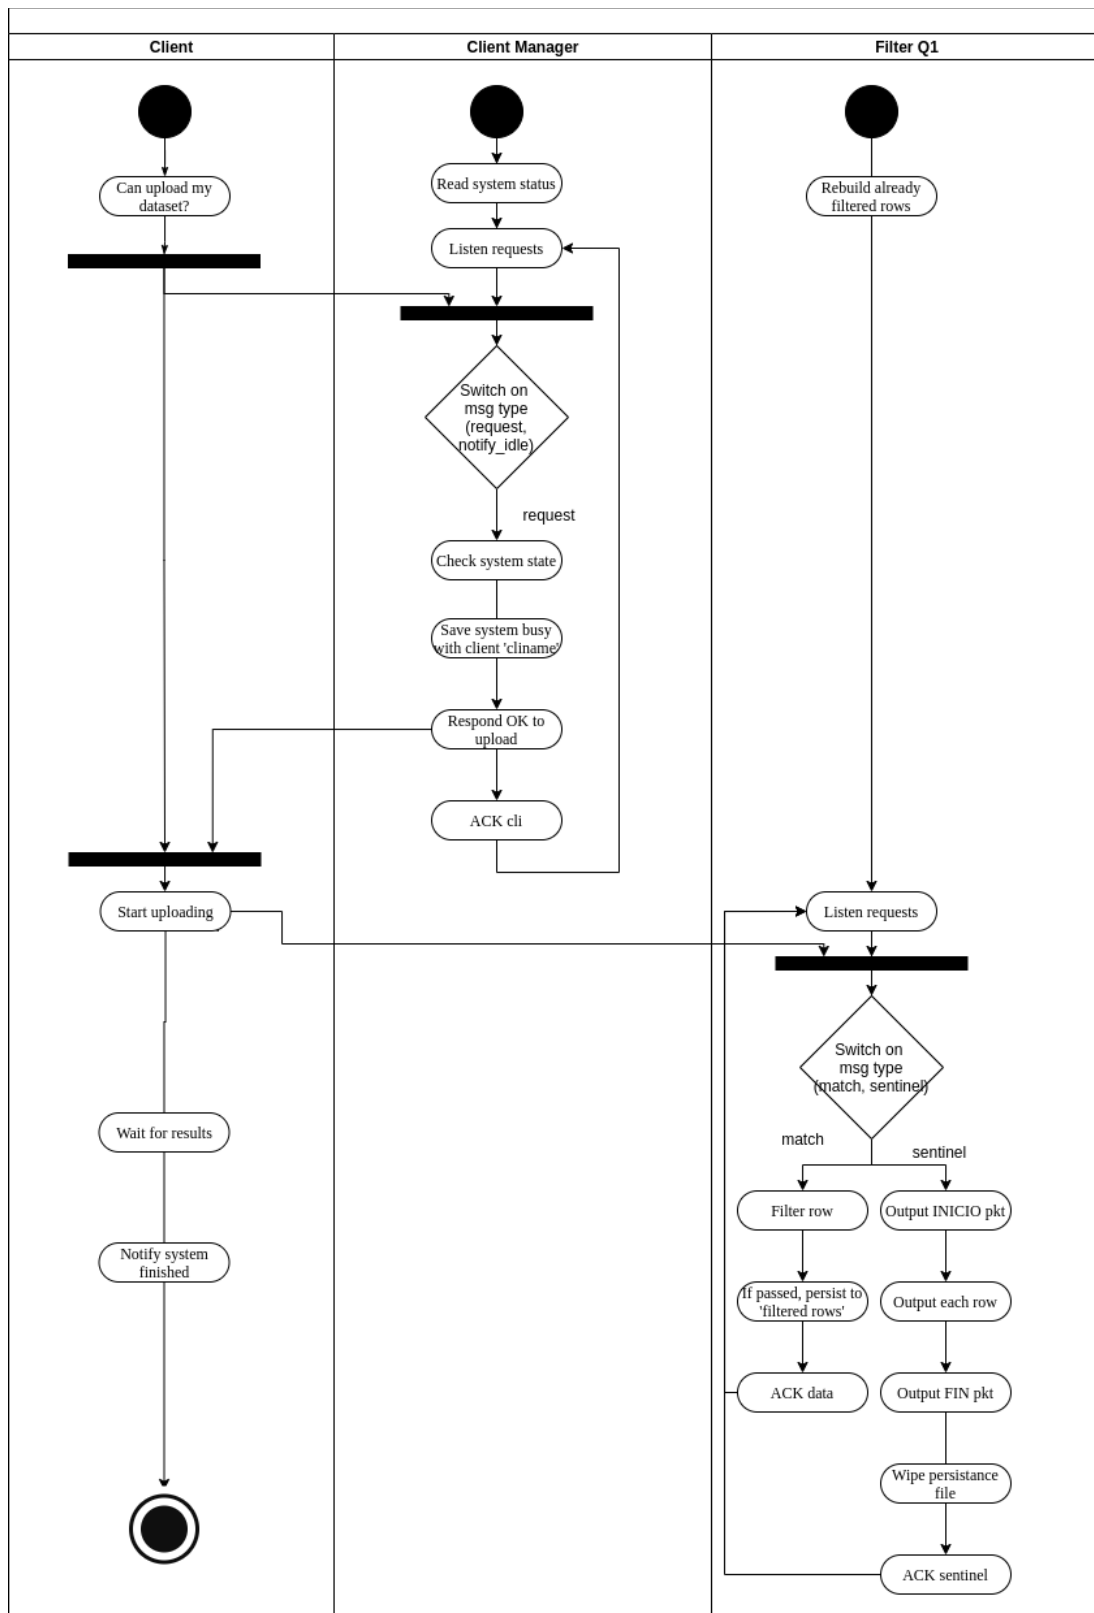 Client
Client Manager
Filter Q1
Can upload my
dataset?
Read system status
Listen requests
Switch on
msg type
(request,
notify_idle)
request
Check system state
Save system busy
with client 'cliname'
Respond OK to
upload
ACK cli
Start uploading
Wait for results
Notify system
finished
Rebuild already
filtered rows
Listen requests
Switch on
msg type
(match, sentinel)
match
sentinel
Filter row
If passed, persist to
'filtered rows'
ACK data
Output INICIO pkt
Output each row
Output FIN pkt
Wipe persistance
file
ACK sentinel